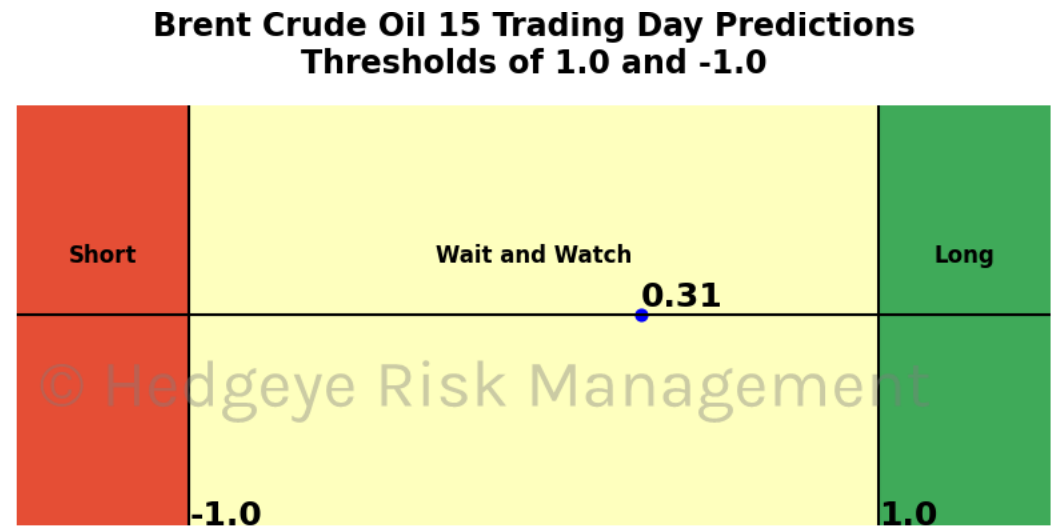 Brent Crude Oil 15 Trading Day Predictions
Thresholds of 1.0 and -1.0
Short
Wait and Watch
Long
0.31
© Hedgeye Risk Management
-1.0
1.0